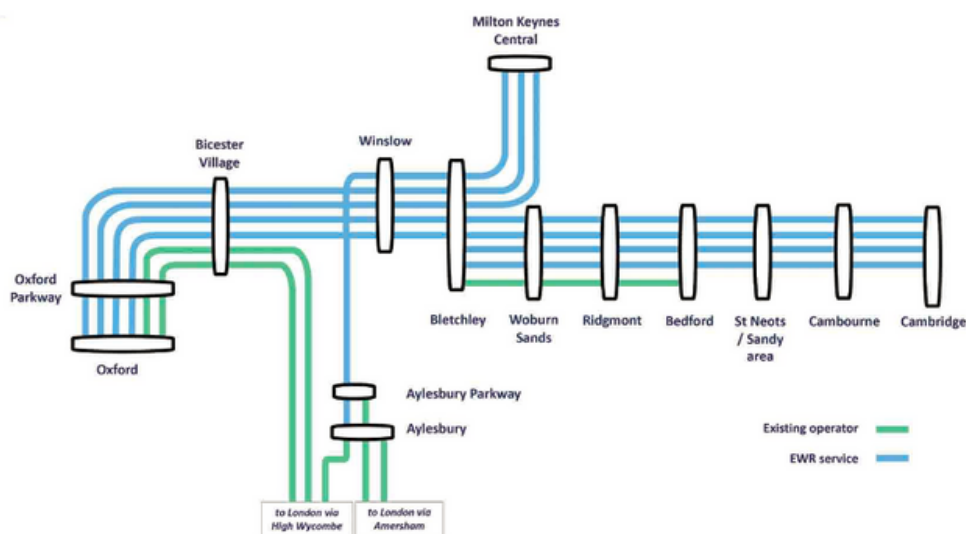 Milton Keynes
Central
Winslow
Bicester
Village
Oxford
Parkway
Oxford
Bletchley
Woburn
Sands
Ridgmont
Bedford
St Neots
/ Sandy
area
Cambourne
Cambridge
Aylesbury Parkway
Aylesbury
Existing operator
EWR service
to London via
High Wycombe
to London via
Amersham